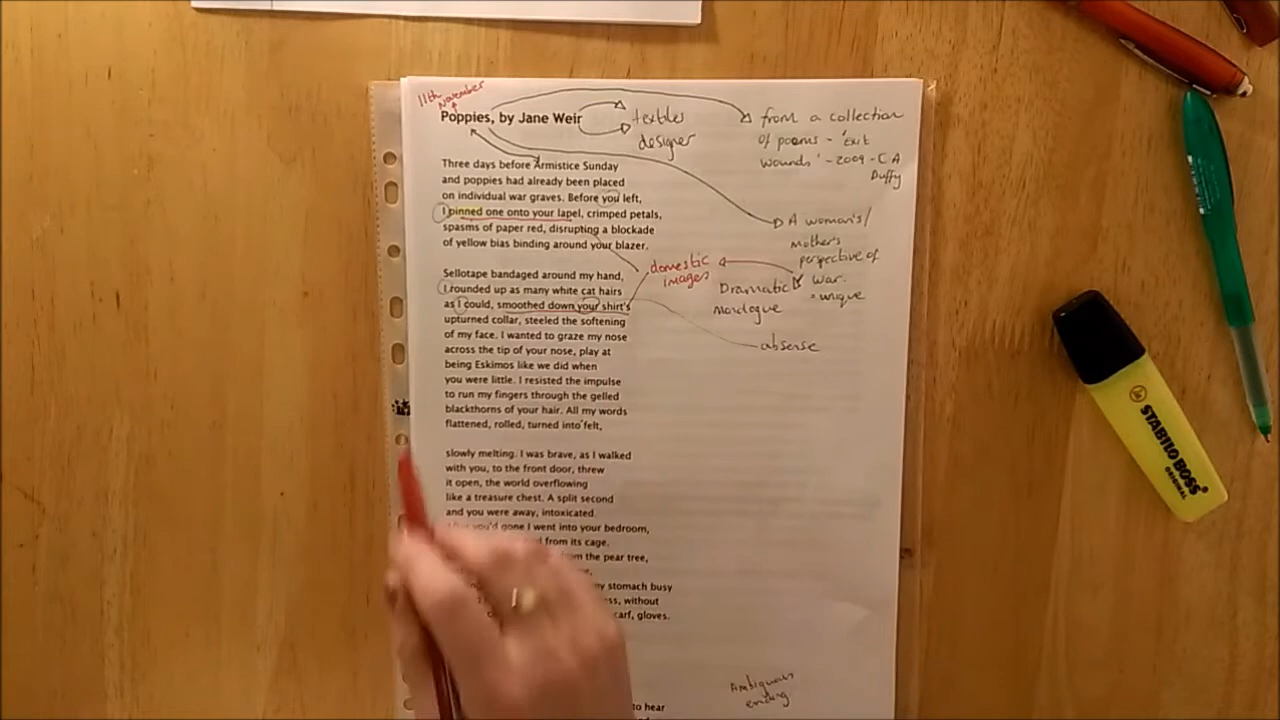 11th
November
Poppies, by Jane Weir
textiles
designer
from a collection
of poems - 'Exit
Wounds' - 2009 - C A
Duffy
Three days before Armistice Sunday
and poppies had already been placed
on individual war graves. Before you left,
I pinned one onto your lapel, crimped petals,
spasms of paper red, disrupting a blockade
of yellow bias binding around your blazer.
A woman's/
mother's
perspective of
war.
= unique
domestic
images
Dramatic
monologue
absense
Sellotape bandaged around my hand,
I rounded up as many white cat hairs
as I could, smoothed down your shirt's
upturned collar, steeled the softening
of my face. I wanted to graze my nose
across the tip of your nose, play at
being Eskimos like we did when
you were little. I resisted the impulse
to run my fingers through the gelled
blackthorns of your hair. All my words
flattened, rolled, turned into felt,
slowly melting. I was brave, as I walked
with you, to the front door, threw
it open, the world overflowing
like a treasure chest. A split second
and you were away, intoxicated.
you'd gone I went into your bedroom,
from its cage.
from the pear tree,
my stomach busy
without
scarf, gloves.
Ambiguous
ending
to hear
STABILO BOSS
ORIGINAL